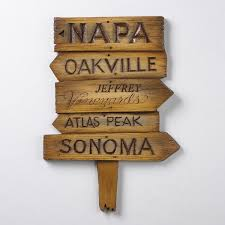 NAPA
OAKVILLE
JEFFREY
Vineyards
ATLAS PEAK
SONOMA